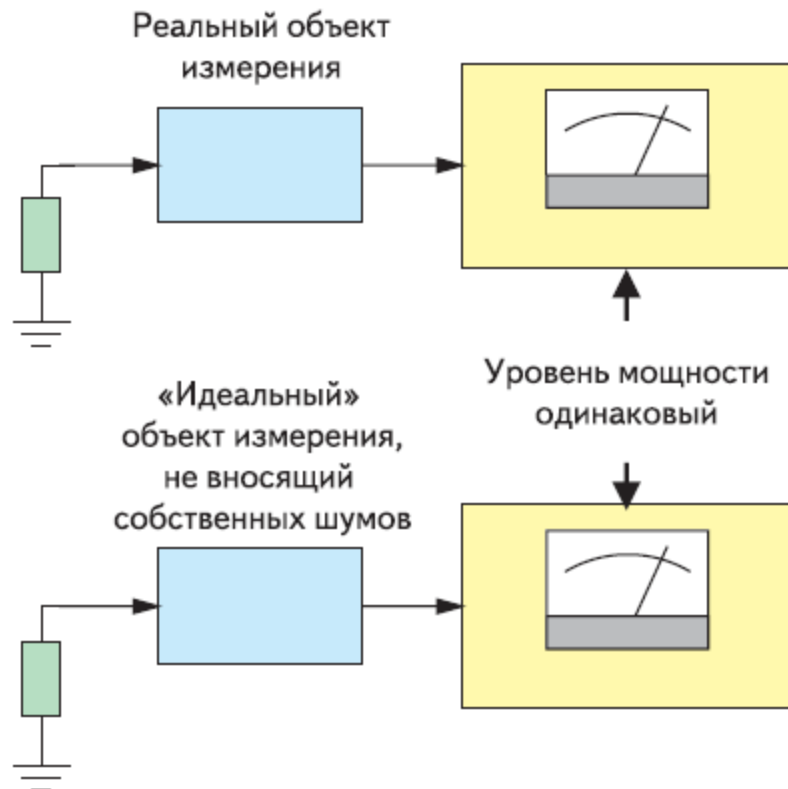 Реальный объект
измерения
Уровень мощности
одинаковый
«Идеальный»
объект измерения,
не вносящий
собственных шумов